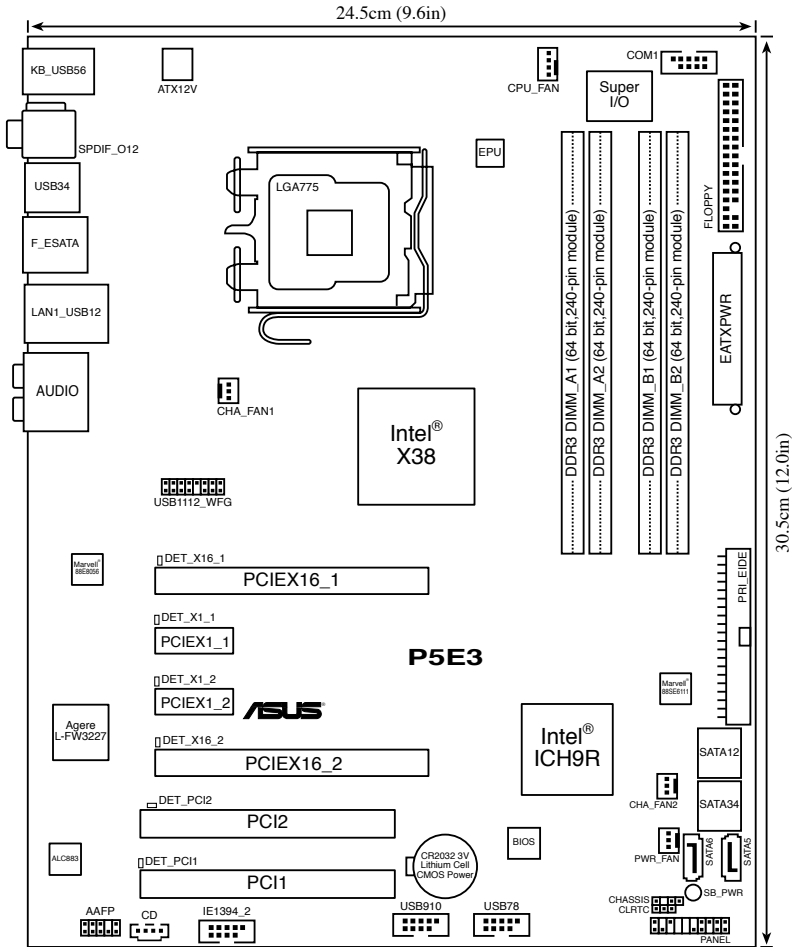 24.5cm (9.6in)
KB_USB56
ATX12V
CPU_FAN
COM1
Super
I/O
SPDIF_O12
EPU
FLOPPY
USB34
LGA775
F_ESATA
LAN1_USB12
AUDIO
DDR3 DIMM_A1 (64 bit,240-pin module)
DDR3 DIMM_A2 (64 bit,240-pin module)
DDR3 DIMM_B1 (64 bit,240-pin module)
DDR3 DIMM_B2 (64 bit,240-pin module)
EATXPWR
CHA_FAN1
Intel®
X38
30.5cm (12.0in)
USB1112_WFG
Marvell®
88E8056
DET_X16_1
PCIEX16_1
PRI_EIDE
DET_X1_1
PCIEX1_1
P5E3
DET_X1_2
PCIEX1_2
ASUS
Marvell®
88SE6111
Agere
L-FW3227
DET_X16_2
PCIEX16_2
Intel®
ICH9R
SATA12
DET_PCI2
PCI2
CHA_FAN2
SATA34
ALC883
DET_PCI1
PCI1
CR2032 3V
Lithium Cell
CMOS Power
BIOS
PWR_FAN
SATA6
SATA5
SB_PWR
CHASSIS
CLRTC
AAFP
CD
IE1394_2
USB910
USB78
PANEL